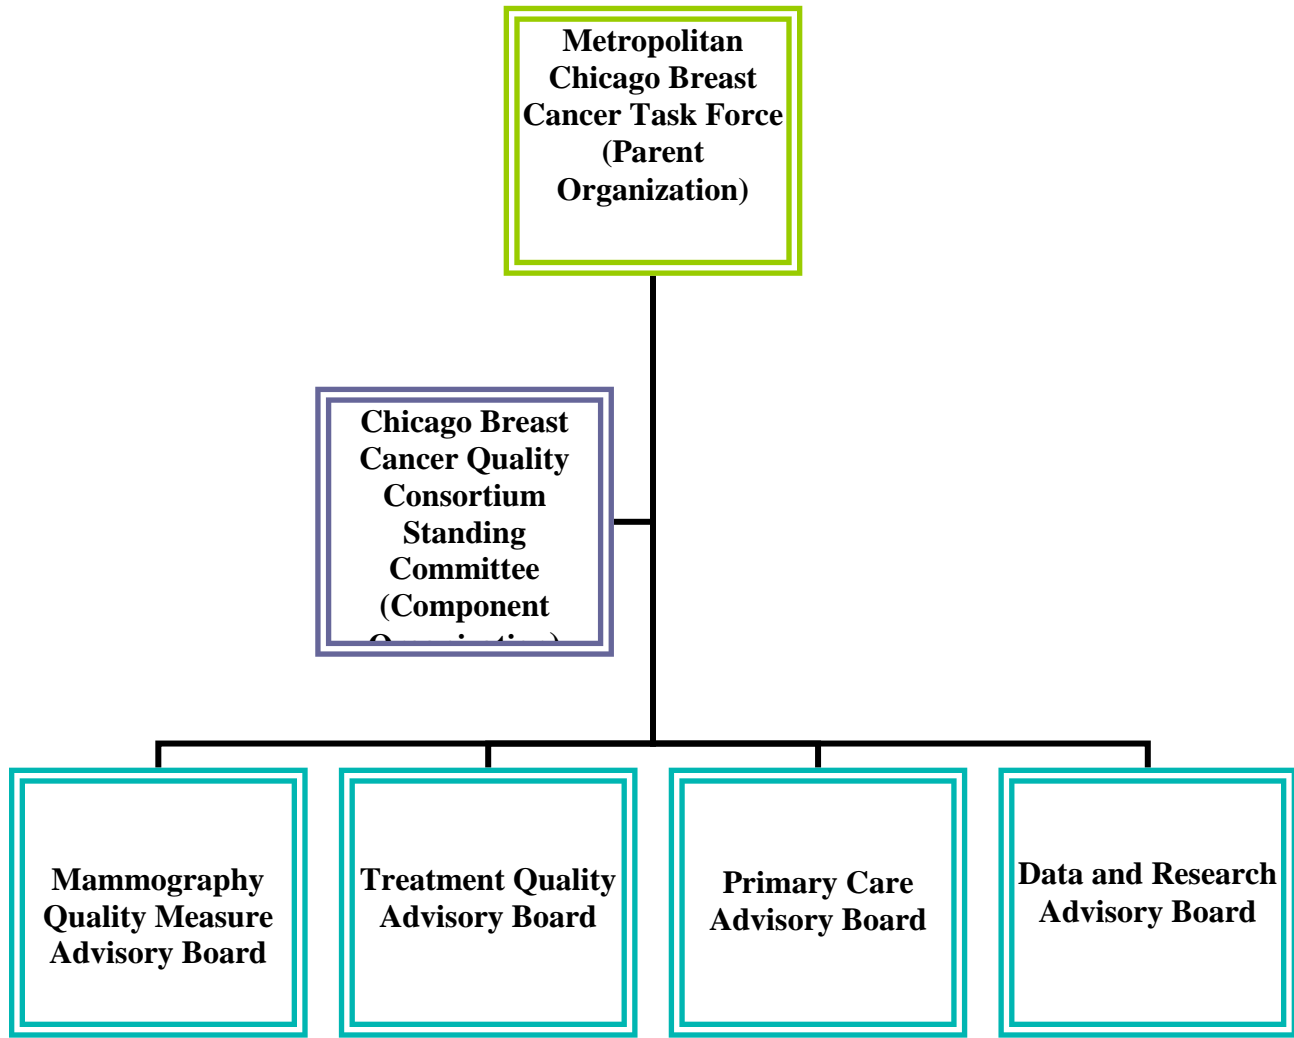 Metropolitan
Chicago Breast
Cancer Task Force
(Parent
Organization)
Chicago Breast
Cancer Quality
Consortium
Standing
Committee
(Component
Mammography
Quality Measure
Advisory Board
Treatment Quality
Advisory Board
Primary Care
Advisory Board
Data and Research
Advisory Board